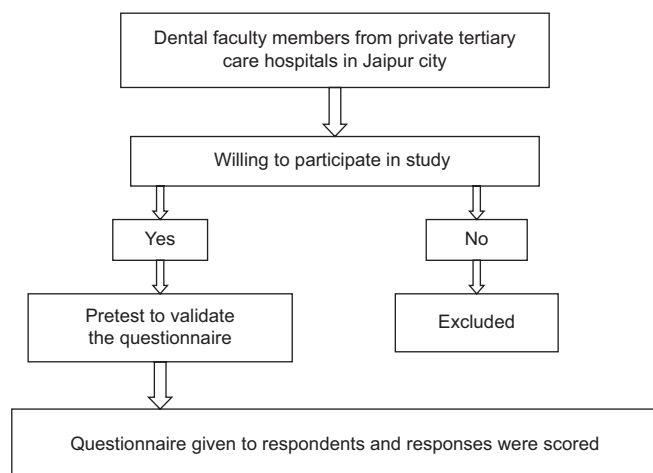 Dental faculty members from private tertiary
care hospitals in Jaipur city
Willing to participate in study
Yes
No
Pretest to validate
the questionnaire
Excluded
Questionnaire given to respondents and responses were scored